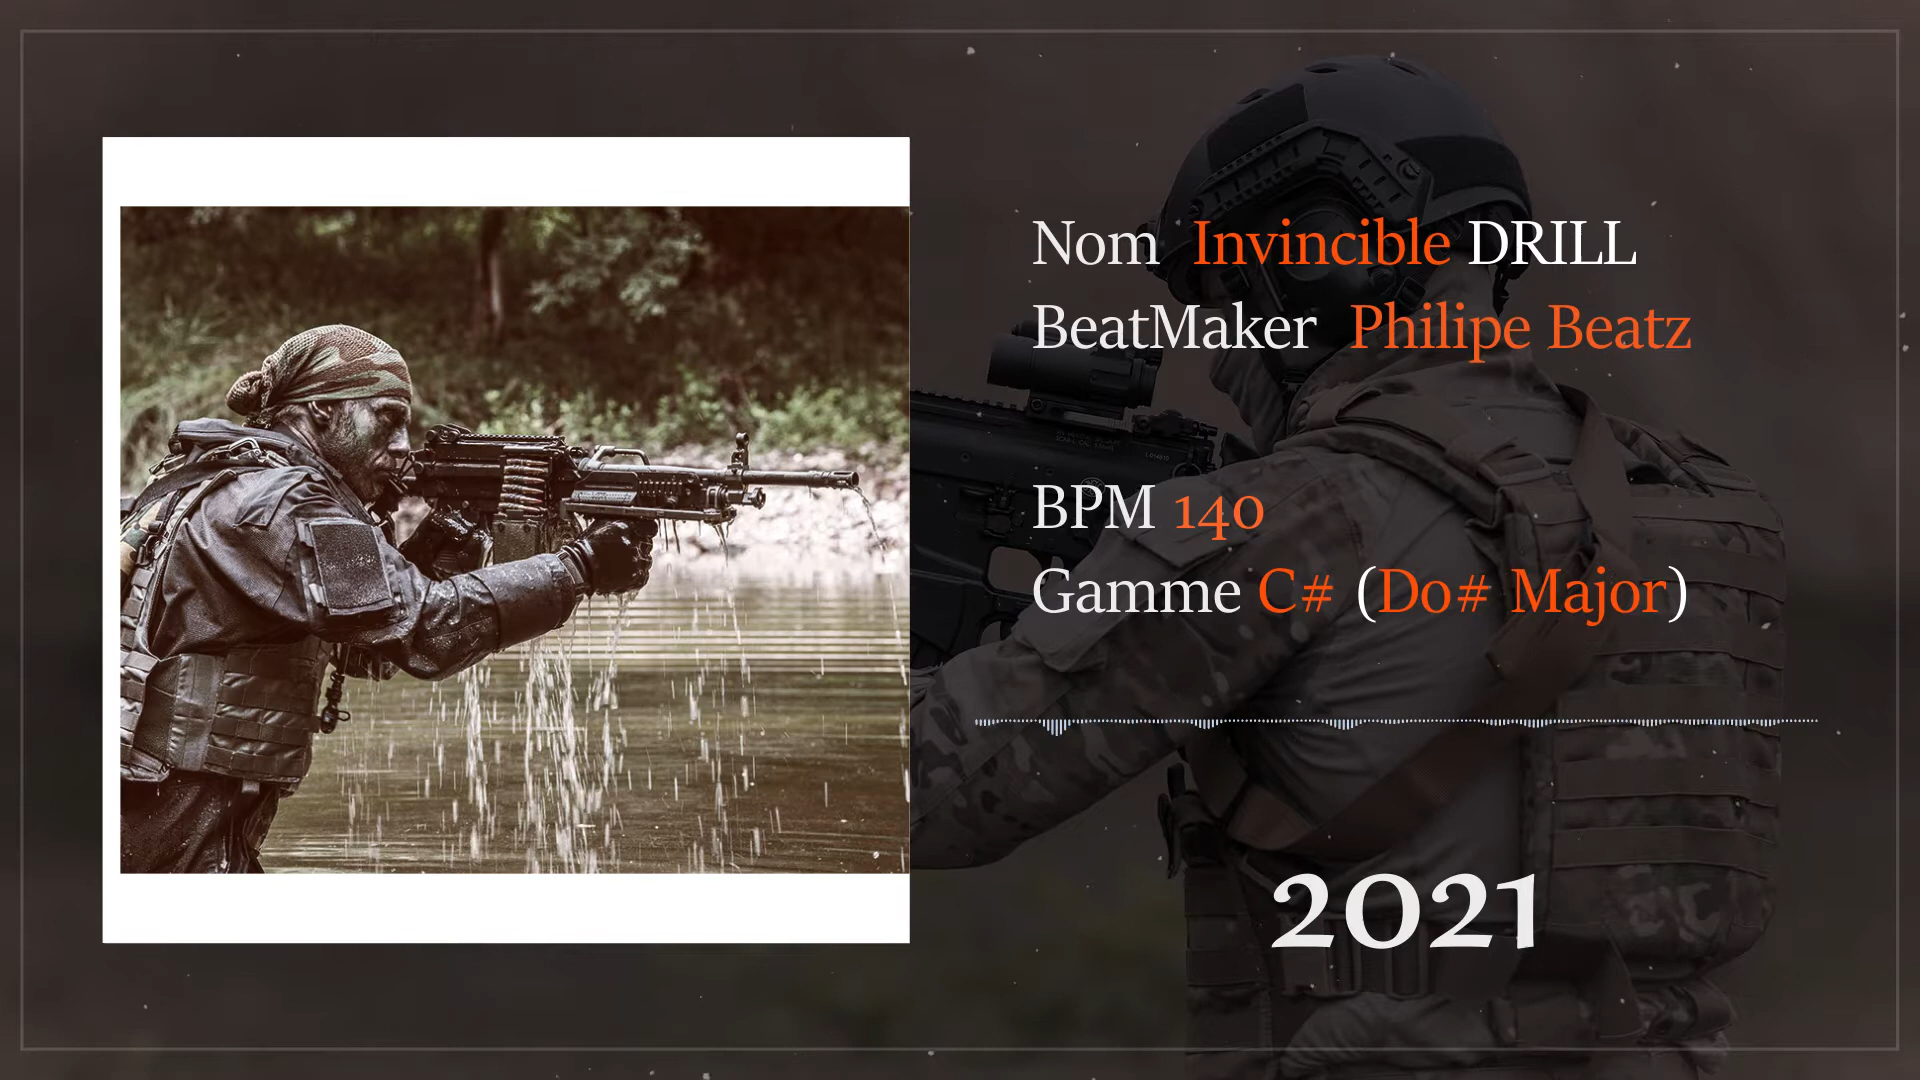 Nom Invincible DRILL
BeatMaker Philipe Beatz
BPM 140
Gamme C# (Do# Major)
2021